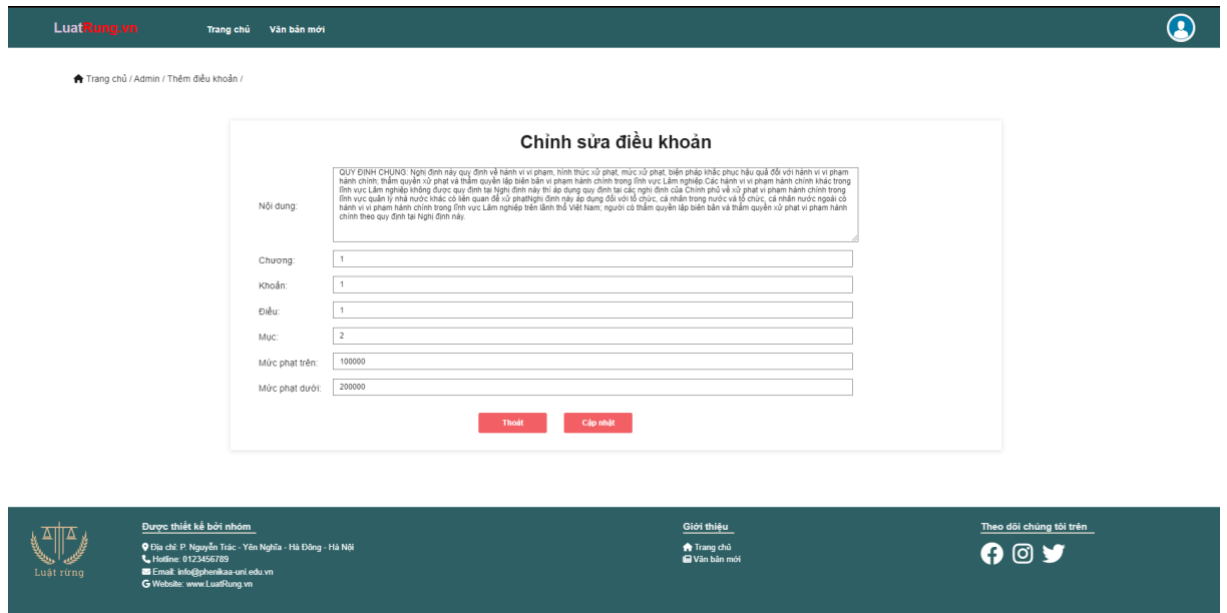 LuatRung.vn
Trang chủ Văn bản mới
Trang chủ / Admin / Thêm điều khoản /
Chỉnh sửa điều khoản
Nội dung:
QUY ĐỊNH CHUNG: Nghị định này quy định về hành vi vi phạm, hình thức xử phạt, mức xử phạt, biện pháp khắc phục hậu quả đối với hành vi vi phạm
hành chính; thẩm quyền xử phạt và thẩm quyền lập biên bản vi phạm hành chính trong lĩnh vực Lâm nghiệp.Các hành vi vi phạm hành chính khác trong
lĩnh vực Lâm nghiệp không được quy định tại Nghị định này thì áp dụng quy định tại các nghị định của Chính phủ về xử phạt vi phạm hành chính trong
lĩnh vực quản lý nhà nước khác có liên quan để xử phạtNghị định này áp dụng đối với tổ chức, cá nhân trong nước và tổ chức, cá nhân nước ngoài có
hành vi vi phạm hành chính trong lĩnh vực Lâm nghiệp trên lãnh thổ Việt Nam; người có thẩm quyền lập biên bản và thẩm quyền xử phạt vi phạm hành
chính theo quy định tại Nghị định này.
Chương: 1
Khoản: 1
Điều: 1
Mục: 2
Mức phạt trên: 100000
Mức phạt dưới: 200000
Thoát Cập nhật
Luật rừng
Được thiết kế bởi nhóm
Địa chỉ: P. Nguyễn Trác - Yên Nghĩa - Hà Đông - Hà Nội
Hotline: 0123456789
Email: info@phenikaa-uni.edu.vn
Website: www.LuatRung.vn
Giới thiệu
Trang chủ
Văn bản mới
Theo dõi chúng tôi trên